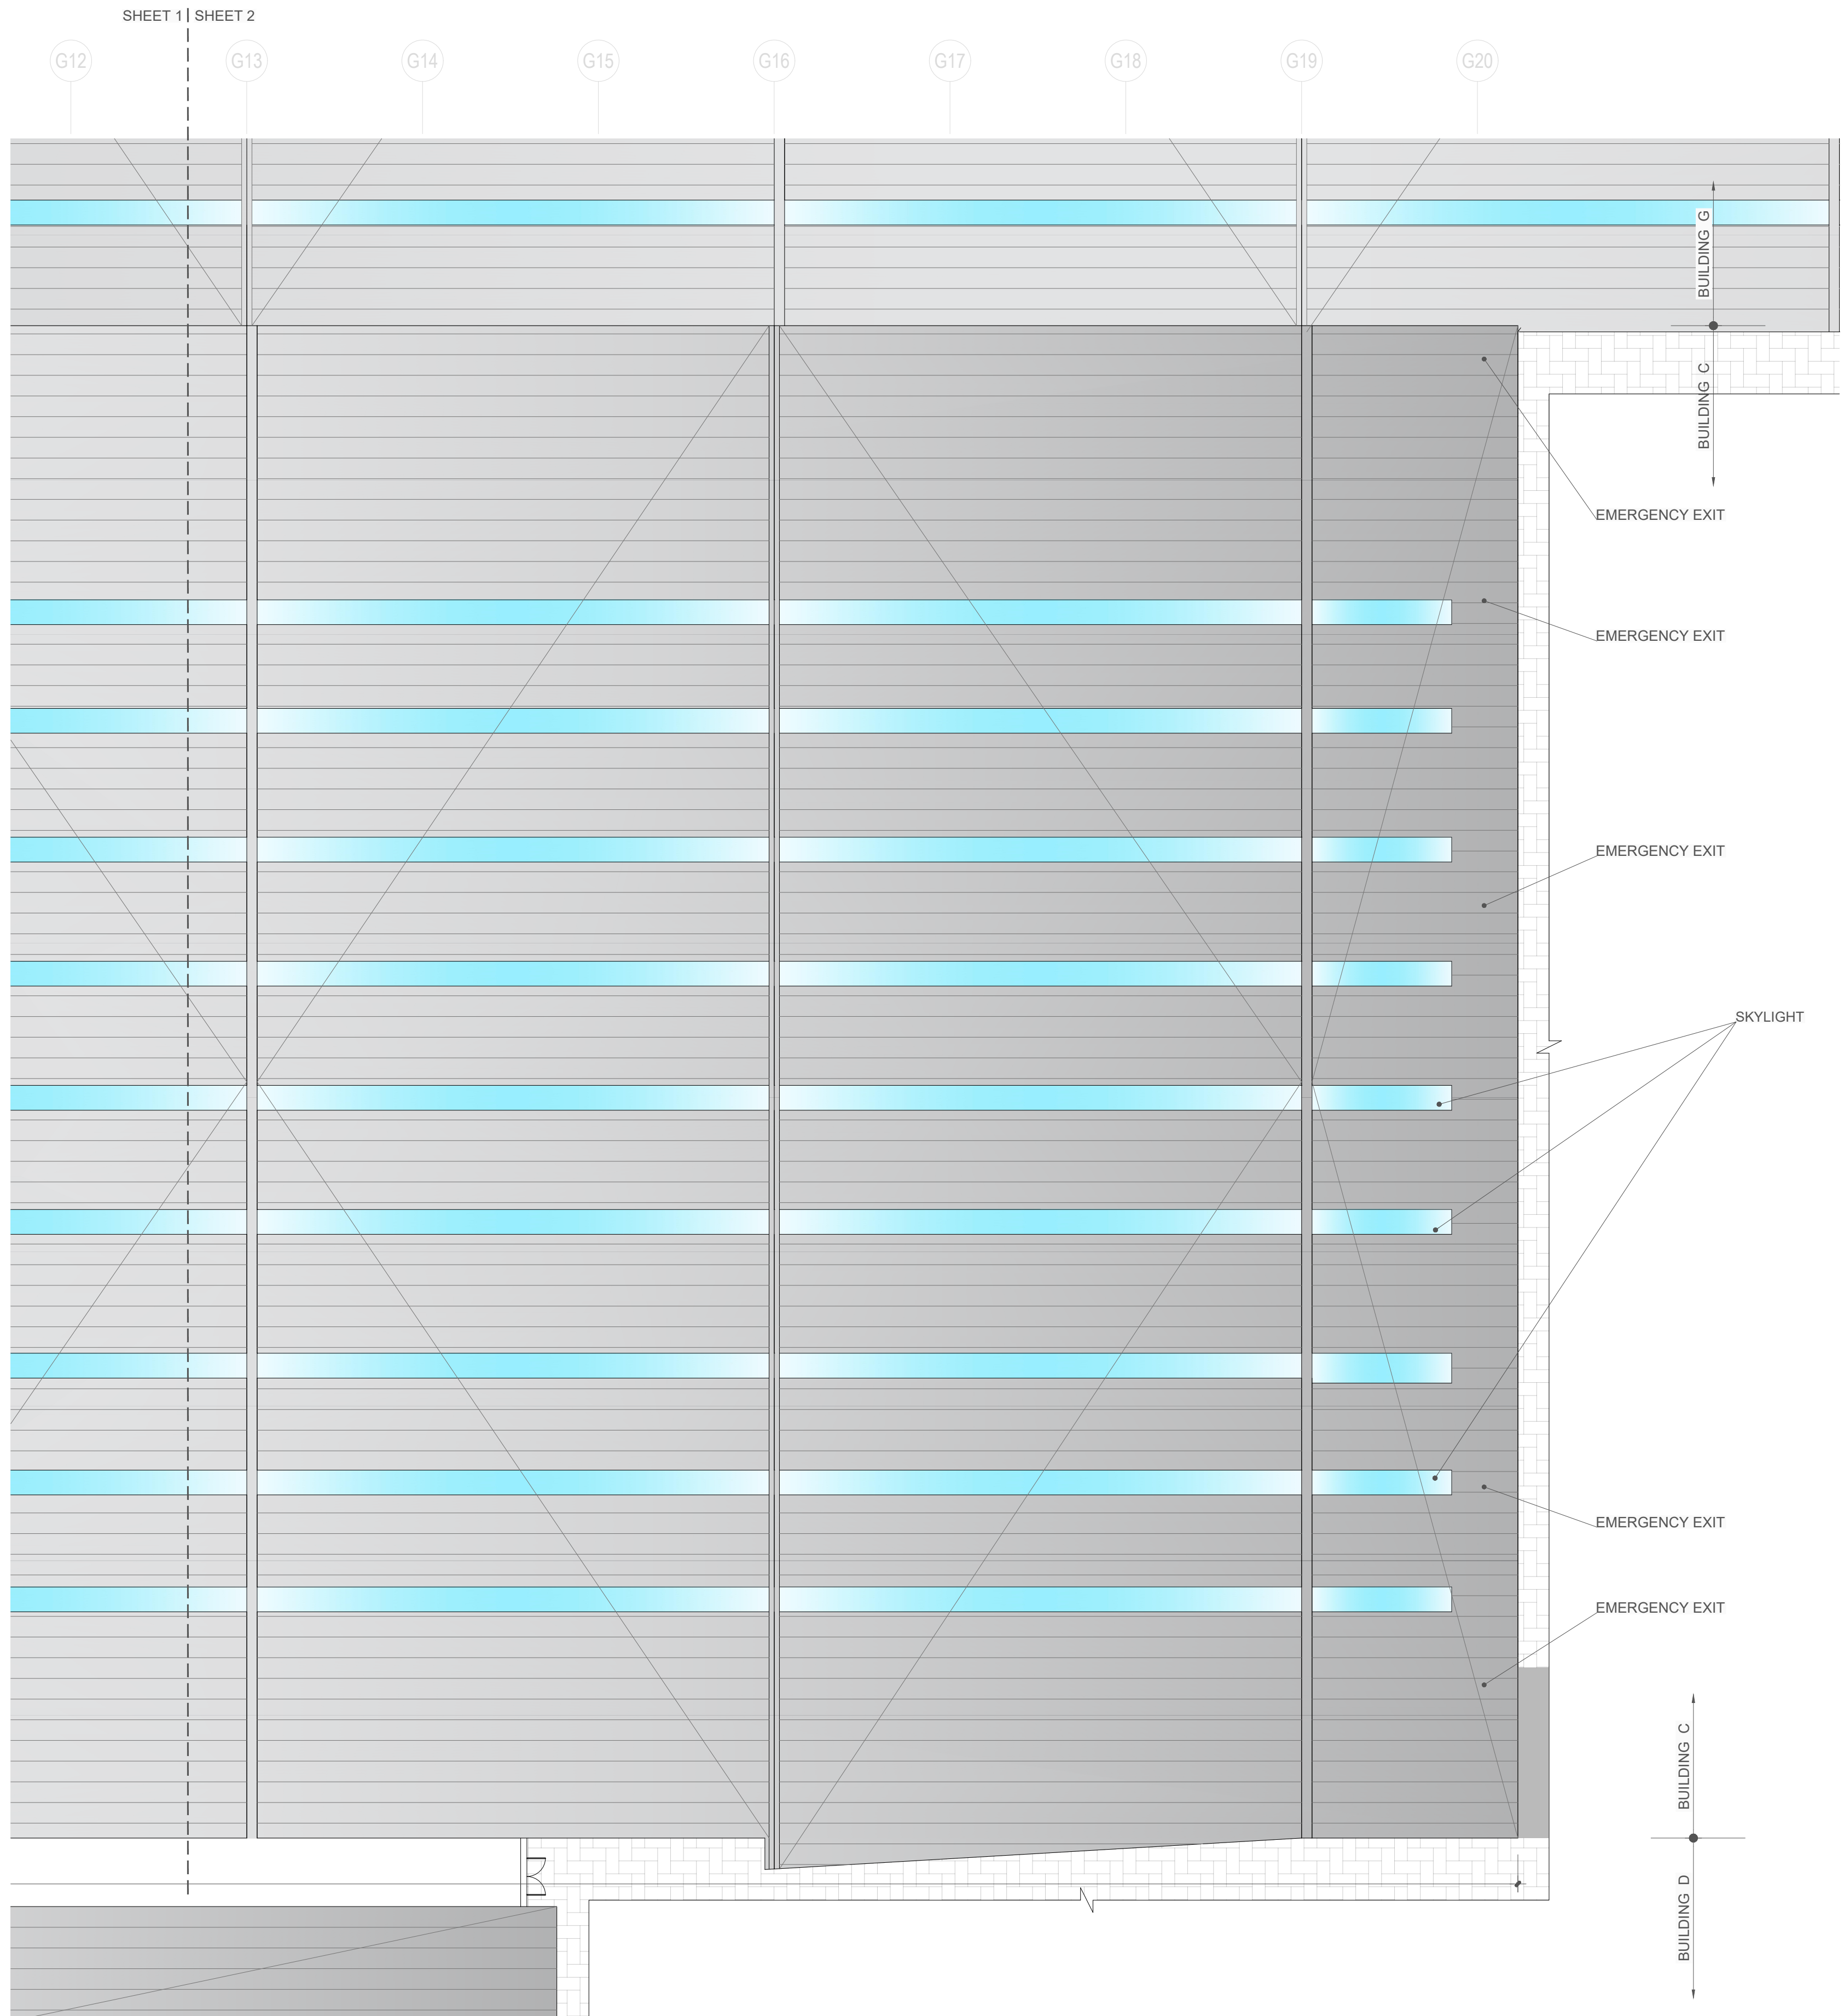 SHEET 1 SHEET 2
G12 G13 G14 G15 G16 G17 G18 G19 G20
BUILDING G
BUILDING C
EMERGENCY EXIT
EMERGENCY EXIT
EMERGENCY EXIT
SKYLIGHT
EMERGENCY EXIT
EMERGENCY EXIT
BUILDING C
BUILDING D